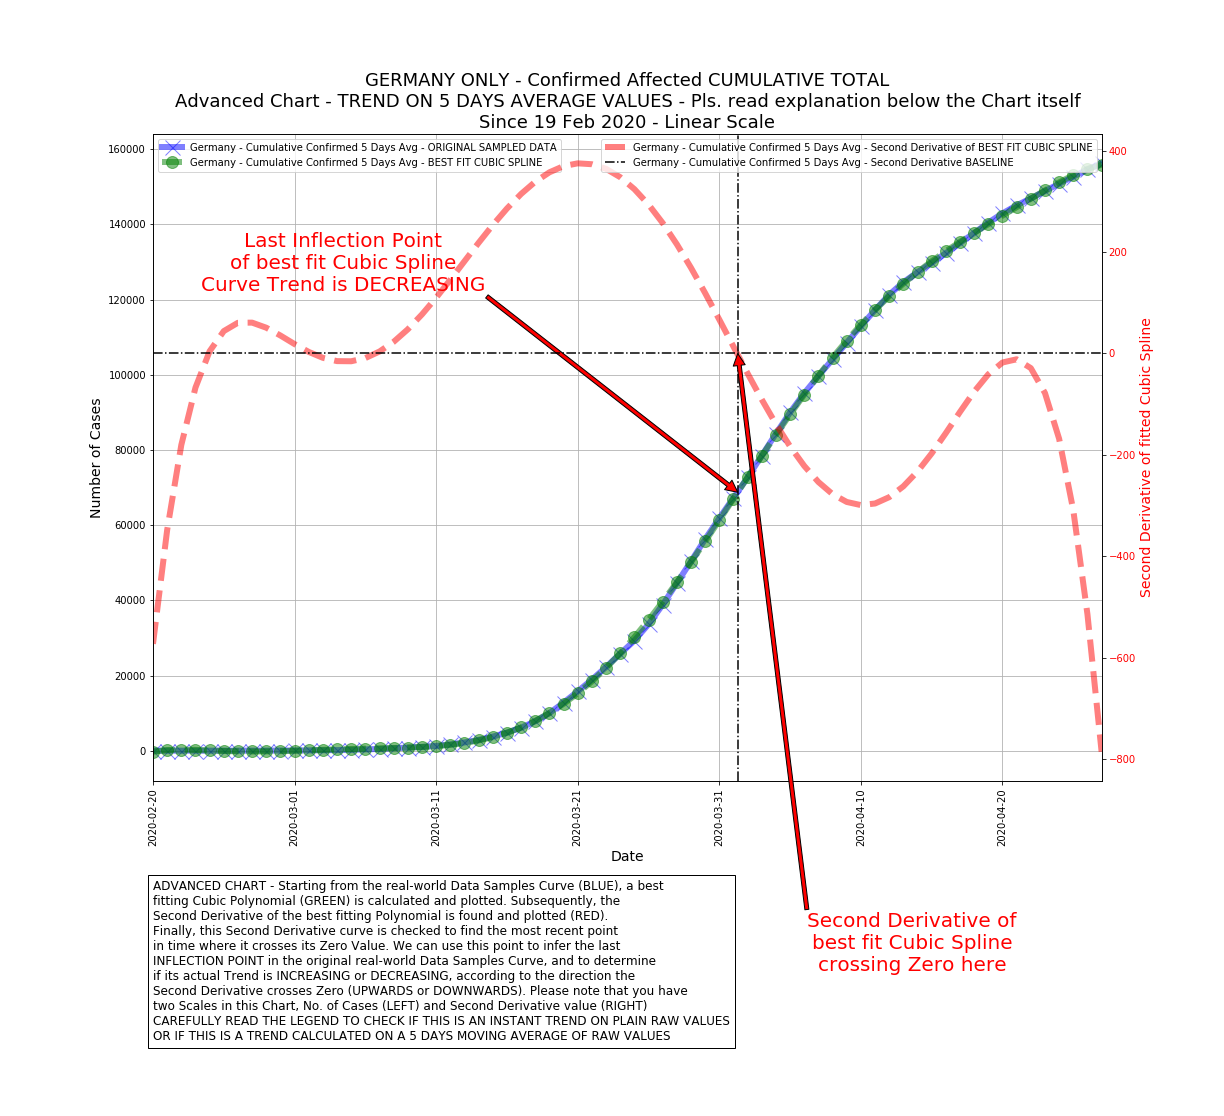 GERMANY ONLY - Confirmed Affected CUMULATIVE TOTAL
Advanced Chart - TREND ON 5 DAYS AVERAGE VALUES - Pls. read explanation below the Chart itself
Since 19 Feb 2020 - Linear Scale
Germany - Cumulative Confirmed 5 Days Avg - ORIGINAL SAMPLED DATA
Germany - Cumulative Confirmed 5 Days Avg - BEST FIT CUBIC SPLINE
Germany - Cumulative Confirmed 5 Days Avg - Second Derivative of BEST FIT CUBIC SPLINE
Germany - Cumulative Confirmed 5 Days Avg - Second Derivative BASELINE
Last Inflection Point
of best fit Cubic Spline
Curve Trend is DECREASING
Number of Cases
160000
140000
120000
100000
80000
60000
40000
20000
0
400
200
0
−200
−400
−600
−800
Second Derivative of fitted Cubic Spline
2020-02-20
2020-03-01
2020-03-11
2020-03-21
2020-03-31
2020-04-10
2020-04-20
Date
ADVANCED CHART - Starting from the real-world Data Samples Curve (BLUE), a best
fitting Cubic Polynomial (GREEN) is calculated and plotted. Subsequently, the
Second Derivative of the best fitting Polynomial is found and plotted (RED).
Finally, this Second Derivative curve is checked to find the most recent point
in time where it crosses its Zero Value. We can use this point to infer the last
INFLECTION POINT in the original real-world Data Samples Curve, and to determine
if its actual Trend is INCREASING or DECREASING, according to the direction the
Second Derivative crosses Zero (UPWARDS or DOWNWARDS). Please note that you have
two Scales in this Chart, No. of Cases (LEFT) and Second Derivative value (RIGHT)
CAREFULLY READ THE LEGEND TO CHECK IF THIS IS AN INSTANT TREND ON PLAIN RAW VALUES
OR IF THIS IS A TREND CALCULATED ON A 5 DAYS MOVING AVERAGE OF RAW VALUES
Second Derivative of
best fit Cubic Spline
crossing Zero here